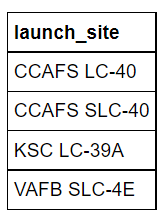 launch_site
CCAFS LC-40
CCAFS SLC-40
KSC LC-39A
VAFB SLC-4E